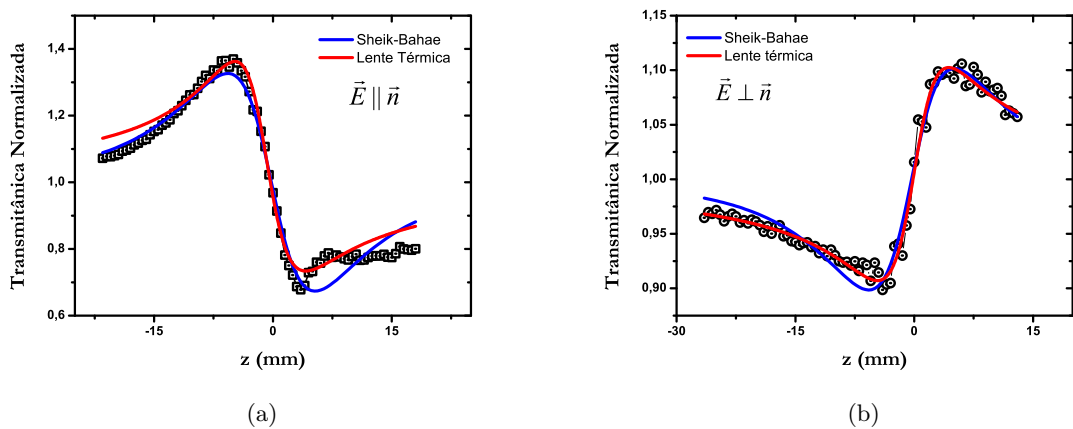 Sheik-Bahae
Lente Térmica
E⃗ || n⃗
1,4
1,2
1,0
0,8
0,6
Transmitânica Normalizada
-15
0
15
z (mm)
(a)
Sheik-Bahae
Lente térmica
E⃗ ⊥ n⃗
1,15
1,10
1,05
1,00
0,95
0,90
Transmitânica Normalizada
-30
-15
0
15
z (mm)
(b)